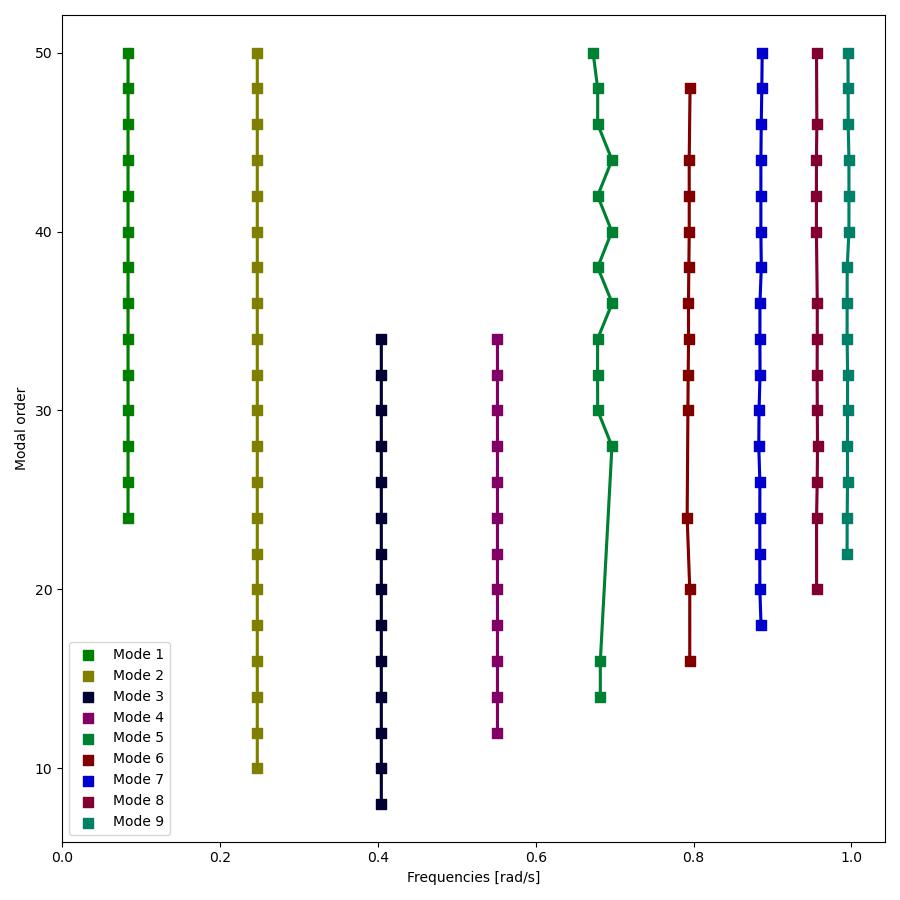 50
40
30
20
10
Modal order
Mode 1
Mode 2
Mode 3
Mode 4
Mode 5
Mode 6
Mode 7
Mode 8
Mode 9
0.0 0.2 0.4 0.6 0.8 1.0
Frequencies [rad/s]